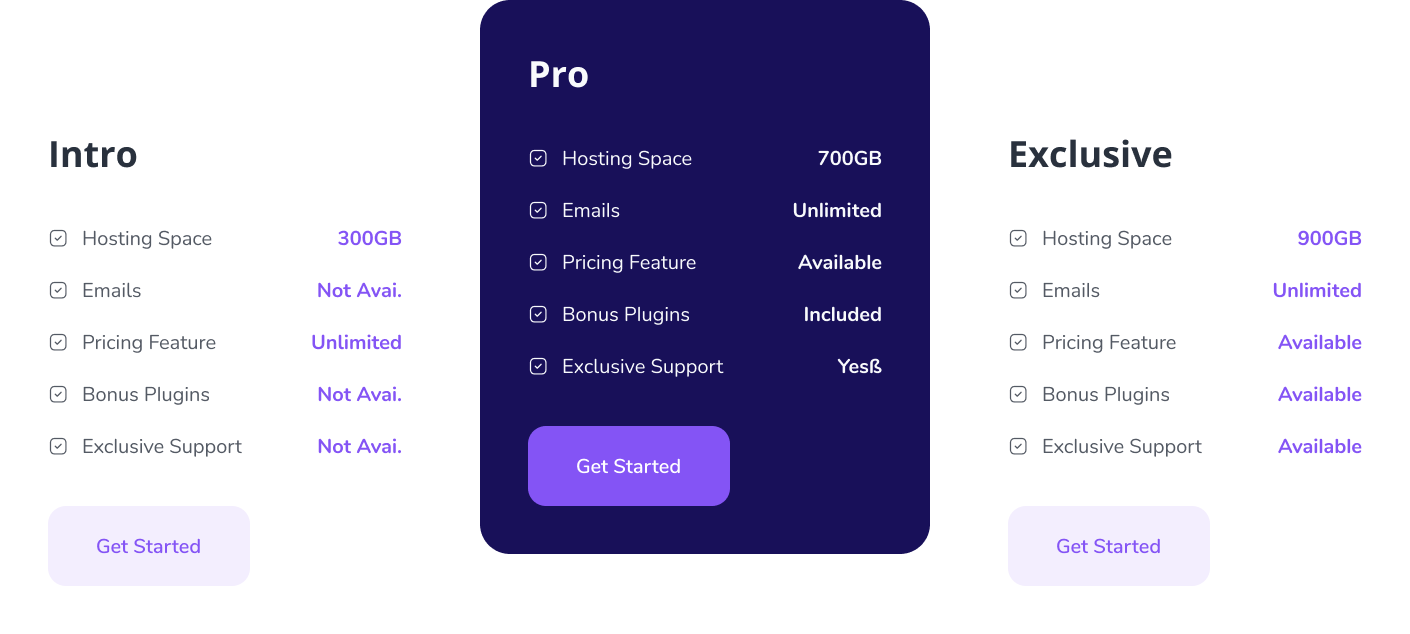 Intro
Hosting Space 300GB
Emails Not Avai.
Pricing Feature Unlimited
Bonus Plugins Not Avai.
Exclusive Support Not Avai.
Get Started
Pro
Hosting Space 700GB
Emails Unlimited
Pricing Feature Available
Bonus Plugins Included
Exclusive Support Yesß
Get Started
Exclusive
Hosting Space 900GB
Emails Unlimited
Pricing Feature Available
Bonus Plugins Available
Exclusive Support Available
Get Started